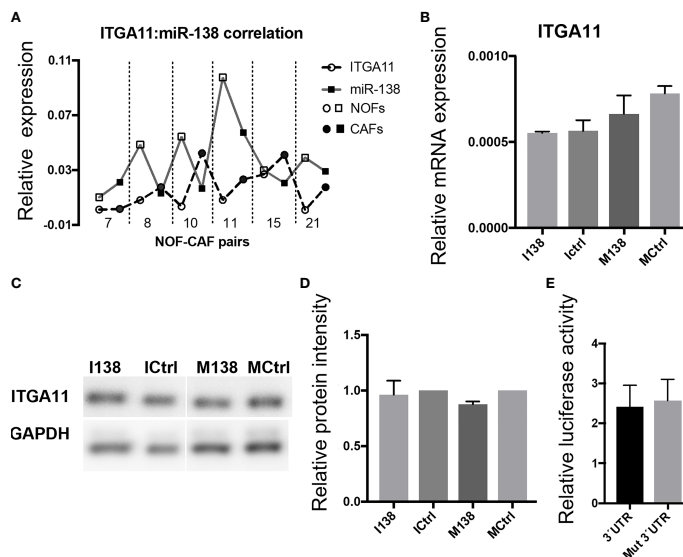 A
ITGA11:miR-138 correlation
Relative expression
0.11
0.07
0.03
-0.01
7 8 10 11 15 21
NOF-CAF pairs
ITGA11
miR-138
NOFs
CAFs
B
ITGA11
Relative mRNA expression
0.0010
0.0005
0.0000
I138 Ictrl M138 MCtrl
C
I138 ICtrl M138 MCtrl
ITGA11
GAPDH
D
Relative protein intensity
1.5
1.0
0.5
0.0
I138 ICtrl M138 MCtrl
E
Relative luciferase activity
4
3
2
1
0
3´UTR Mut 3´UTR